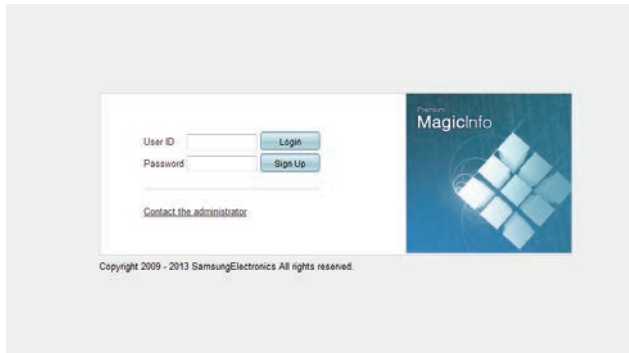 Premium
MagicInfo
User ID
Login
Password
Sign Up
Contact the administrator
Copyright 2009 - 2013 SamsungElectronics All rights reserved.